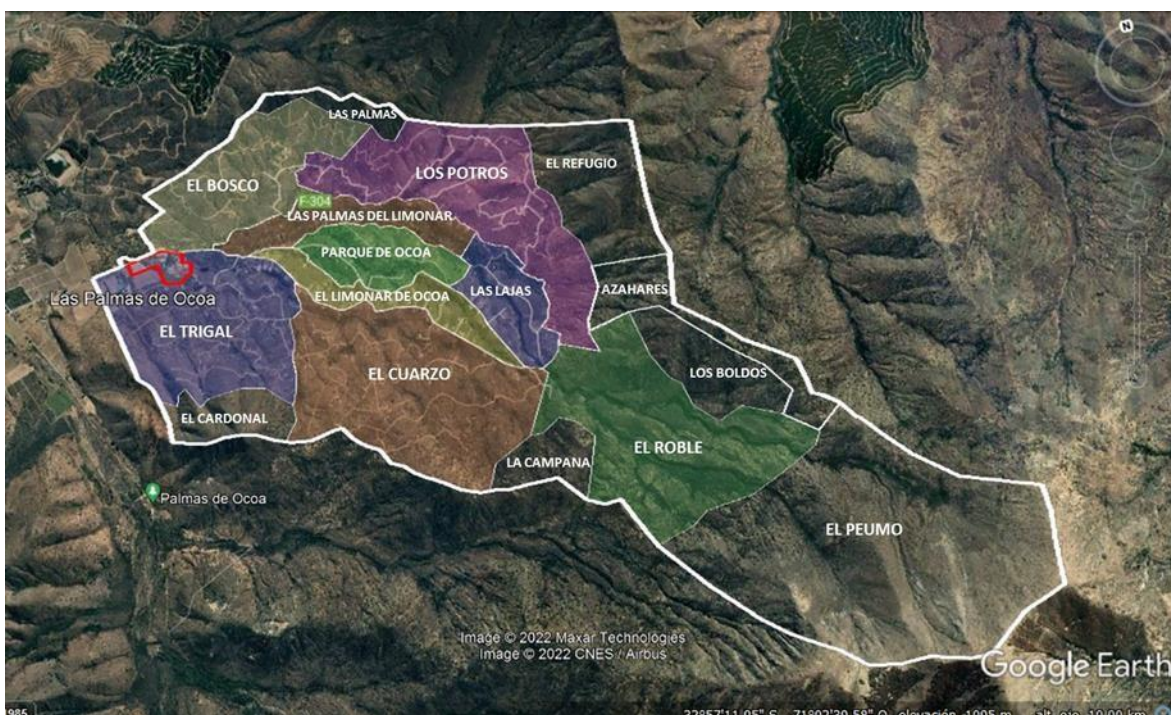 N
LAS PALMAS
LOS POTROS
EL REFUGIO
EL BOSCO
F-304
LAS PALMAS DEL LIMONAR
PARQUE DE OCOA
LAS LAJAS
AZAHARES
EL LIMONAR DE OCOA
Las Palmas de Ocoa
EL TRIGAL
EL CUARZO
LOS BOLDOS
EL CARDONAL
EL ROBLE
LA CAMPANA
Palmas de Ocoa
EL PEUMO
Image © 2022 Maxar Technologies
Image © 2022 CNES / Airbus
Google Earth
1985